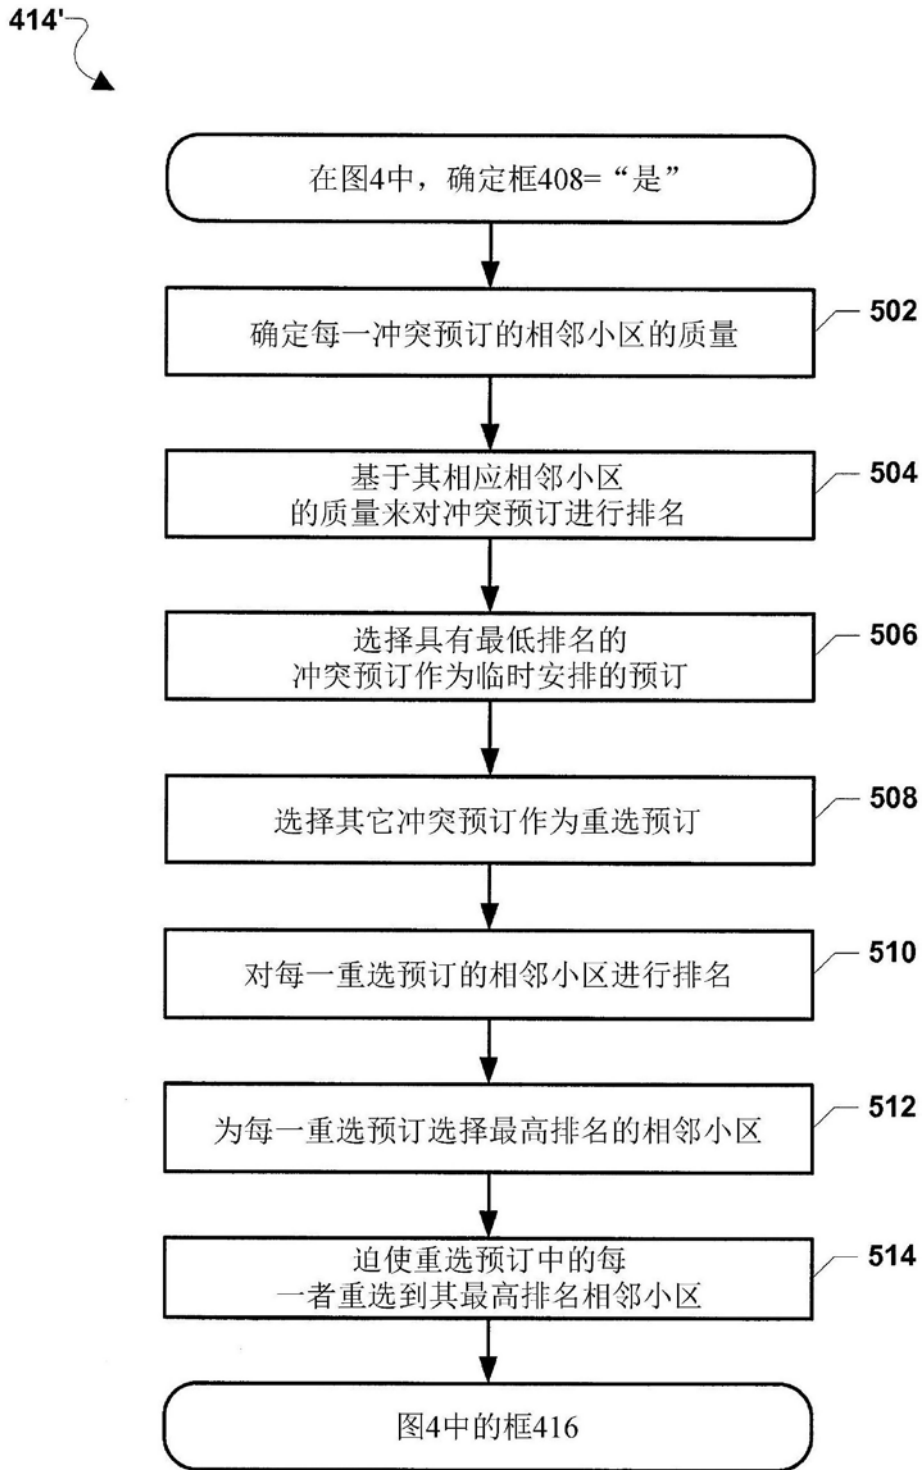 414'
在图4中，确定框408=“是”
确定每一冲突预订的相邻小区的质量
502
基于其相应相邻小区
的质量来对冲突预订进行排名
504
选择具有最低排名的
冲突预订作为临时安排的预订
506
选择其它冲突预订作为重选预订
508
对每一重选预订的相邻小区进行排名
510
为每一重选预订选择最高排名的相邻小区
512
迫使重选预订中的每
一者重选到其最高排名相邻小区
514
图4中的框416